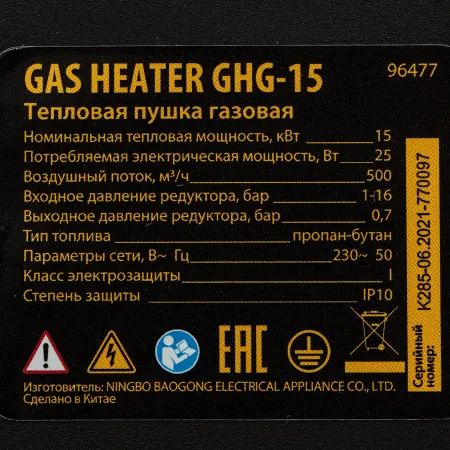 GAS HEATER GHG-15 96477
Тепловая пушка газовая
Номинальная тепловая мощность, кВт 15
Потребляемая электрическая мощность, Вт 25
Воздушный поток, м³/ч 500
Входное давление редуктора, бар 1-16
Выходное давление редуктора, бар 0,7
Тип топлива пропан-бутан
Параметры сети, В~ Гц 230~ 50
Класс электрозащиты I
Степень защиты IP10
Серийный номер:
K285-06.2021-770097
EAC
Изготовитель: NINGBO BAOGONG ELECTRICAL APPLIANCE CO., LTD.
Сделано в Китае